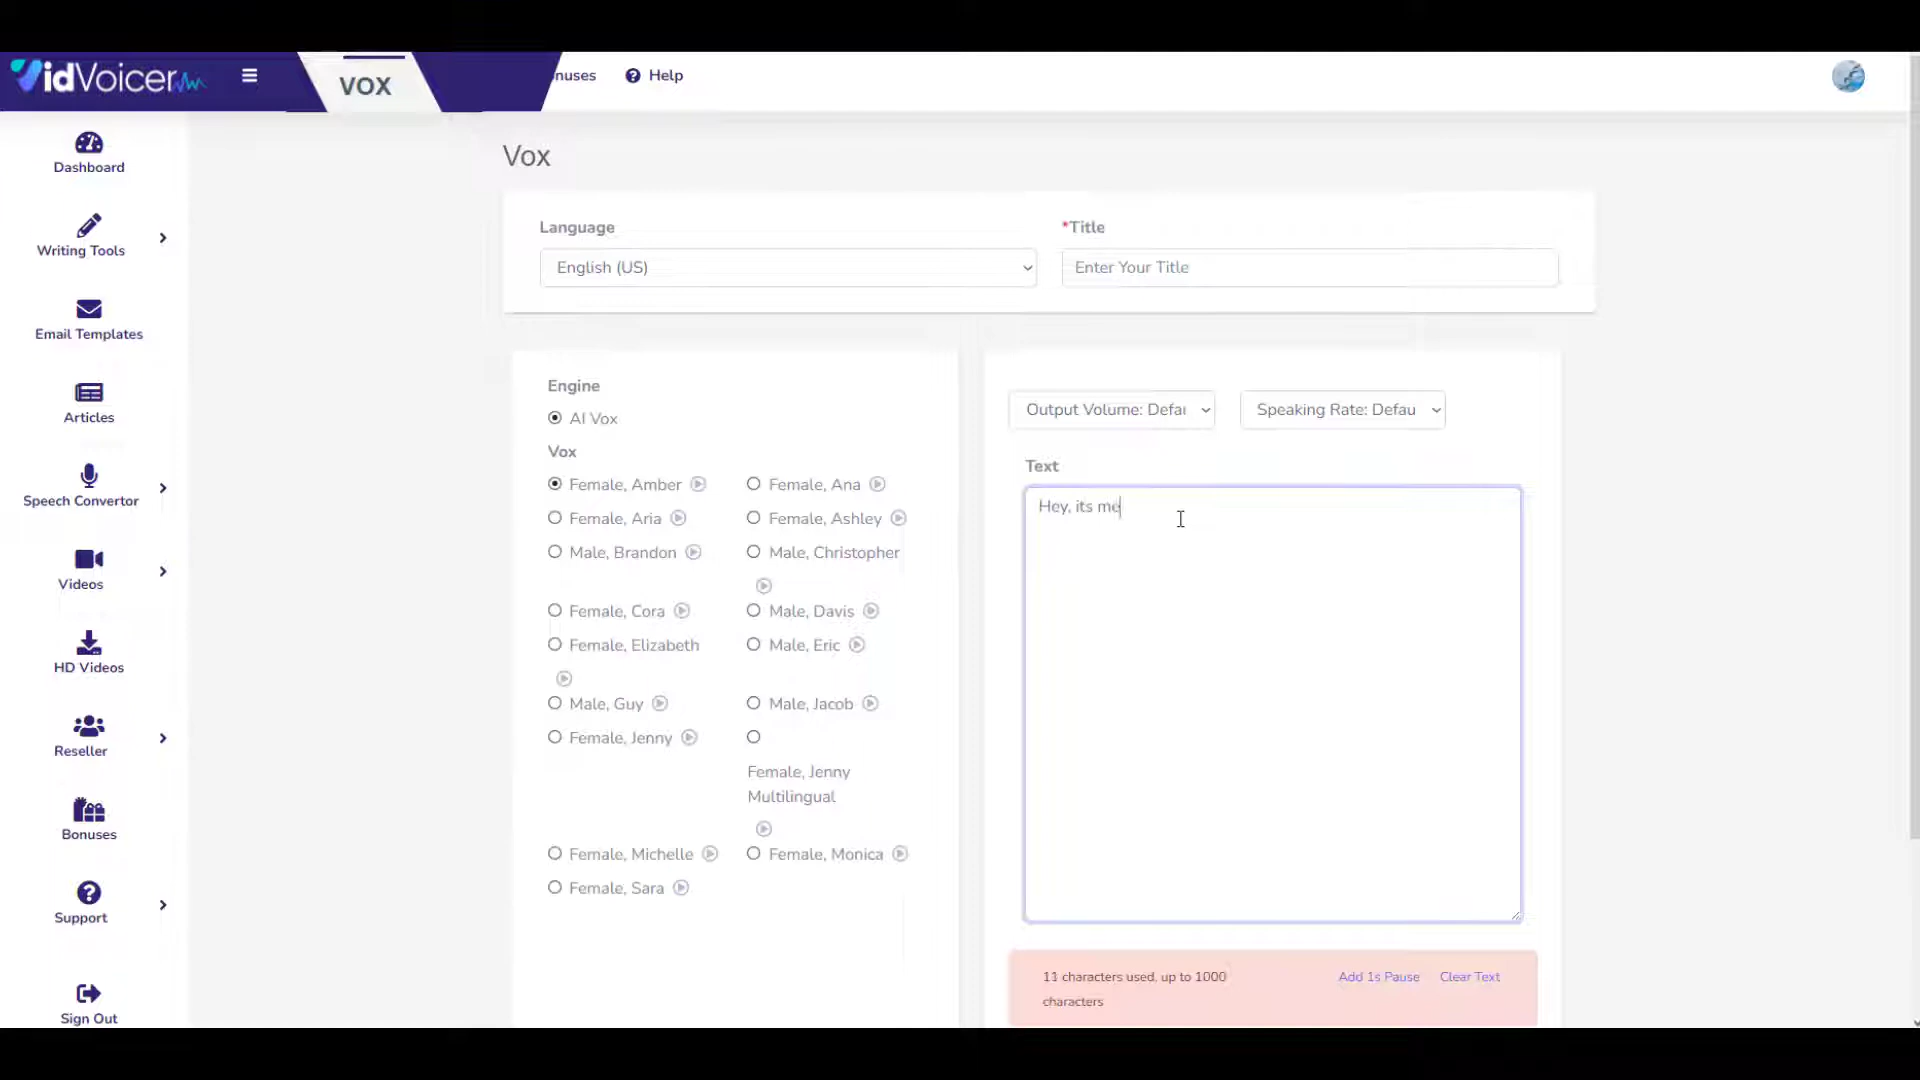 VidVoicer
VOX
nuses
Help
Dashboard
Writing Tools
Email Templates
Articles
Speech Convertor
Videos
HD Videos
Reseller
Bonuses
Support
Sign Out
Vox
Language
*Title
English (US)
Enter Your Title
Engine
AI Vox
Vox
Female, Amber
Female, Ana
Female, Aria
Female, Ashley
Male, Brandon
Male, Christopher
Female, Cora
Male, Davis
Female, Elizabeth
Male, Eric
Male, Guy
Male, Jacob
Female, Jenny
Female, Jenny
Multilingual
Female, Michelle
Female, Monica
Female, Sara
Output Volume: Defau
Speaking Rate: Defau
Text
Hey, its me
11 characters used, up to 1000
characters
Add 1s Pause
Clear Text